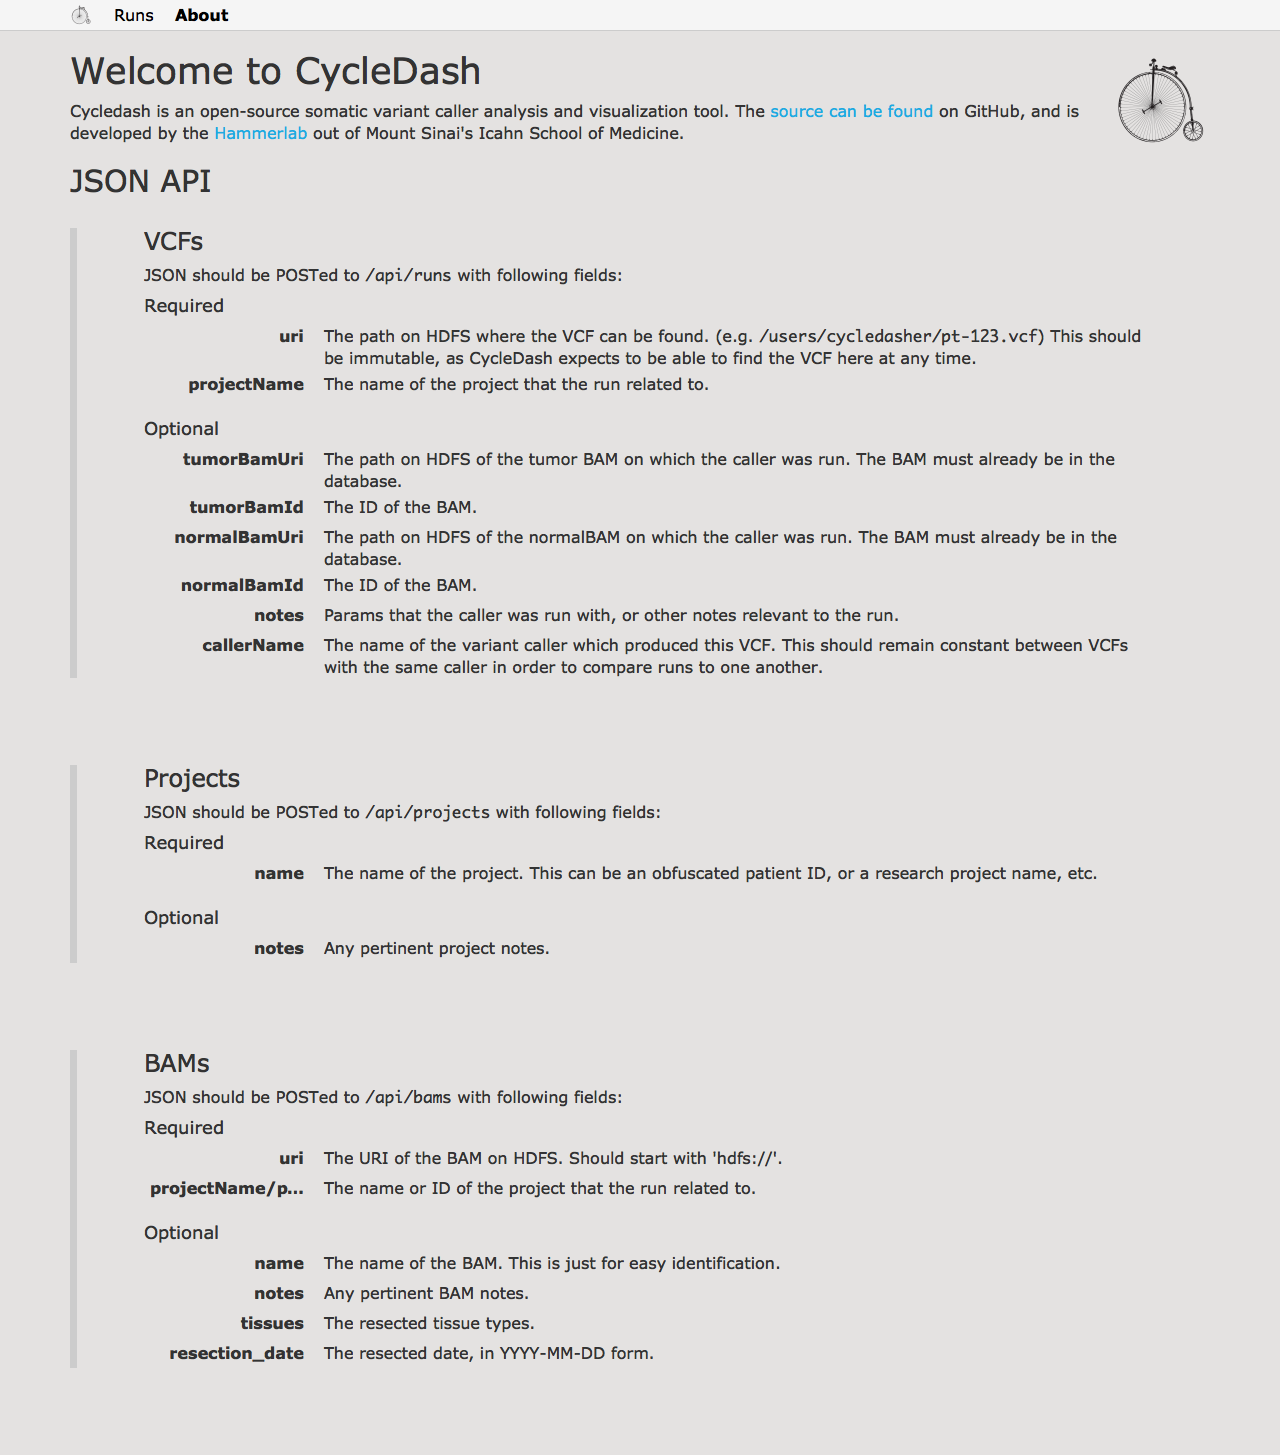 Runs About
Welcome to CycleDash
Cycledash is an open-source somatic variant caller analysis and visualization tool. The source can be found on GitHub, and is
developed by the Hammerlab out of Mount Sinai's Icahn School of Medicine.
JSON API
VCFs
JSON should be POSTed to /api/runs with following fields:
Required
uri The path on HDFS where the VCF can be found. (e.g. /users/cycledasher/pt-123.vcf) This should
be immutable, as CycleDash expects to be able to find the VCF here at any time.
projectName The name of the project that the run related to.
Optional
tumorBamUri The path on HDFS of the tumor BAM on which the caller was run. The BAM must already be in the
database.
tumorBamId The ID of the BAM.
normalBamUri The path on HDFS of the normalBAM on which the caller was run. The BAM must already be in the
database.
normalBamId The ID of the BAM.
notes Params that the caller was run with, or other notes relevant to the run.
callerName The name of the variant caller which produced this VCF. This should remain constant between VCFs
with the same caller in order to compare runs to one another.
Projects
JSON should be POSTed to /api/projects with following fields:
Required
name The name of the project. This can be an obfuscated patient ID, or a research project name, etc.
Optional
notes Any pertinent project notes.
BAMs
JSON should be POSTed to /api/bams with following fields:
Required
uri The URI of the BAM on HDFS. Should start with 'hdfs://'.
projectName/p... The name or ID of the project that the run related to.
Optional
name The name of the BAM. This is just for easy identification.
notes Any pertinent BAM notes.
tissues The resected tissue types.
resection_date The resected date, in YYYY-MM-DD form.